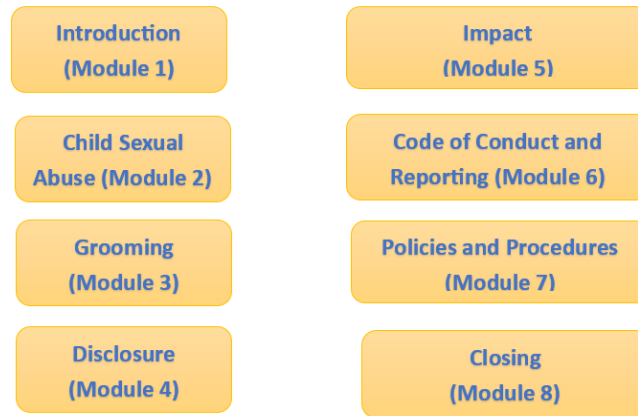 Introduction
(Module 1)
Child Sexual
Abuse (Module 2)
Grooming
(Module 3)
Disclosure
(Module 4)
Impact
(Module 5)
Code of Conduct and
Reporting (Module 6)
Policies and Procedures
(Module 7)
Closing
(Module 8)